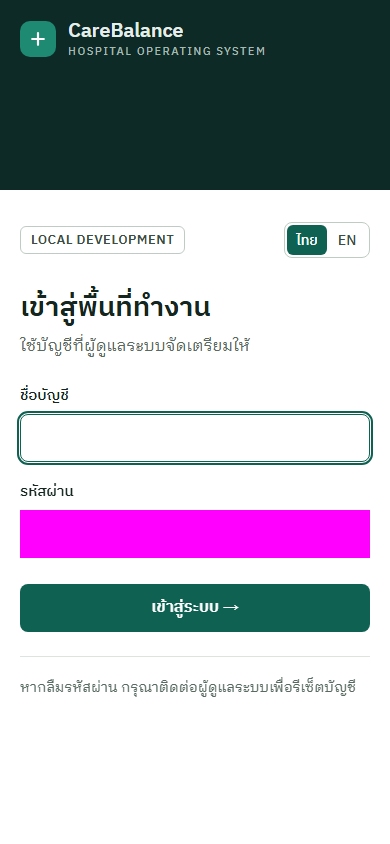 CareBalance
HOSPITAL OPERATING SYSTEM
LOCAL DEVELOPMENT
ไทย
EN
เข้าสู่พื้นที่ทำงาน
ใช้บัญชีที่ผู้ดูแลระบบจัดเตรียมให้
ชื่อบัญชี
รหัสผ่าน
เข้าสู่ระบบ →
หากลืมรหัสผ่าน กรุณาติดต่อผู้ดูแลระบบเพื่อรีเซ็ตบัญชี